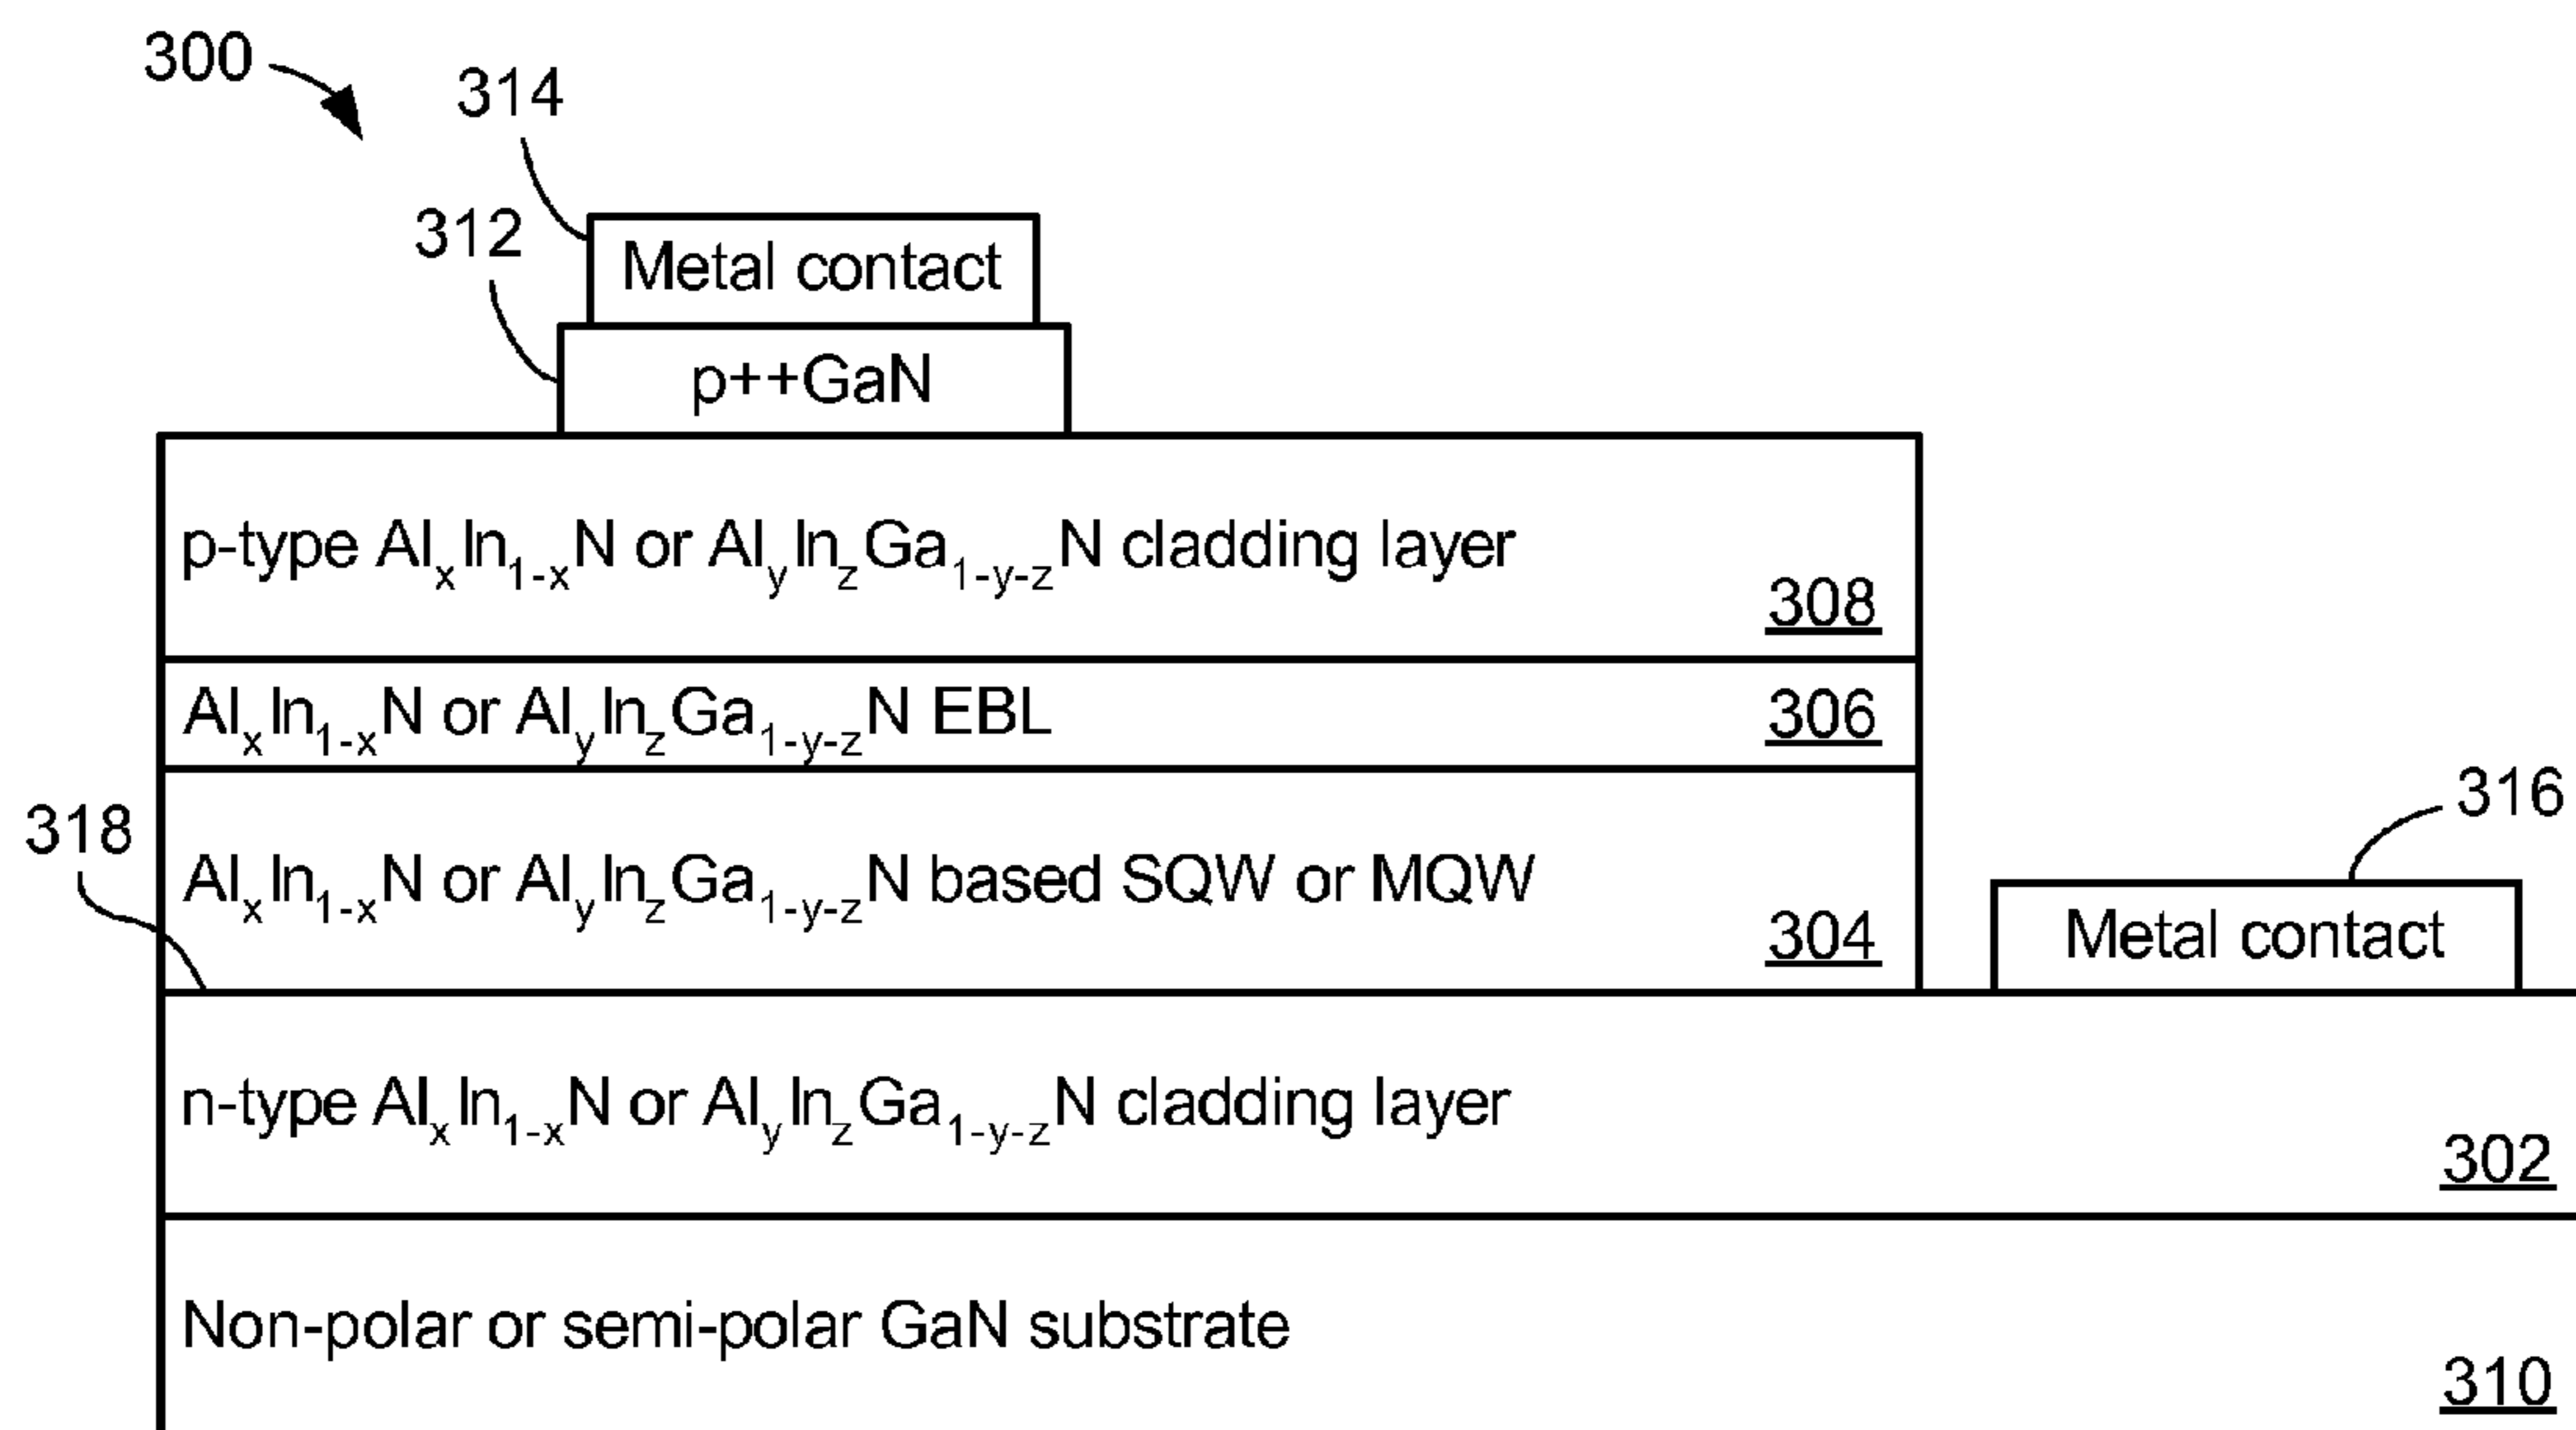 300
314
Metal contact
312
p++GaN
p-type AlxIn1-xN or AlyInzGa1-y-zN cladding layer
308
AlxIn1-xN or AlyInzGa1-y-zN EBL
306
318
AlxIn1-xN or AlyInzGa1-y-zN based SQW or MQW
304
316
Metal contact
n-type AlxIn1-xN or AlyInzGa1-y-zN cladding layer
302
Non-polar or semi-polar GaN substrate
310